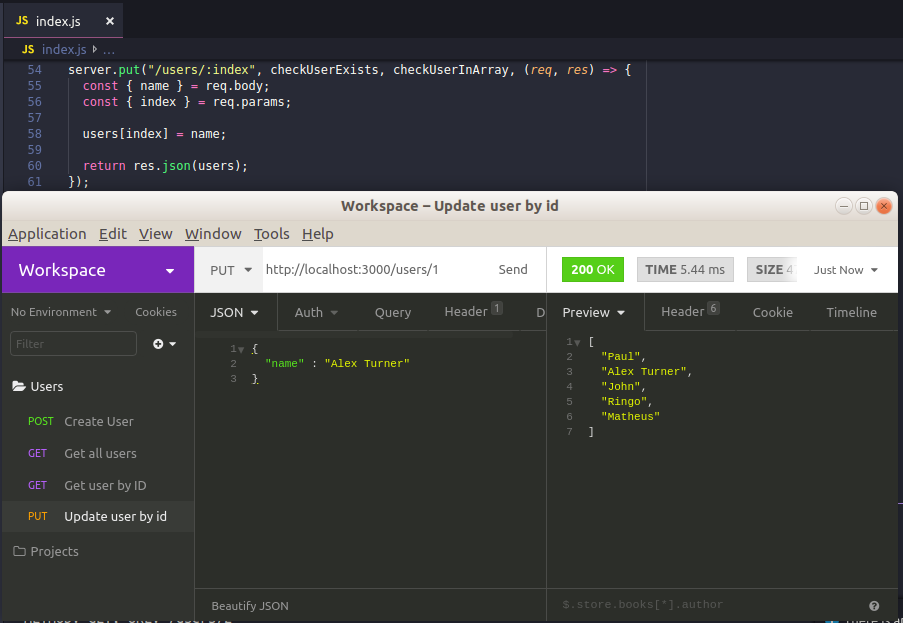 JS index.js ×
JS index.js ...
54 server.put("/users/:index", checkUserExists, checkUserInArray, (req, res) => {
55 const { name } = req.body;
56 const { index } = req.params;
57
58 users[index] = name;
59
60 return res.json(users);
61 });
Workspace – Update user by id
Application Edit View Window Tools Help
Workspace
PUT http://localhost:3000/users/1 Send
200 OK TIME 5.44 ms SIZE 4 Just Now
No Environment Cookies
JSON Auth Query Header 1 D
Preview Header 6 Cookie Timeline
Filter
1 {
2 "name" : "Alex Turner"
3 }
1 [
2 "Paul",
3 "Alex Turner",
4 "John",
5 "Ringo",
6 "Matheus"
7 ]
Users
POST Create User
GET Get all users
GET Get user by ID
PUT Update user by id
Projects
Beautify JSON
$.store.books[*].author